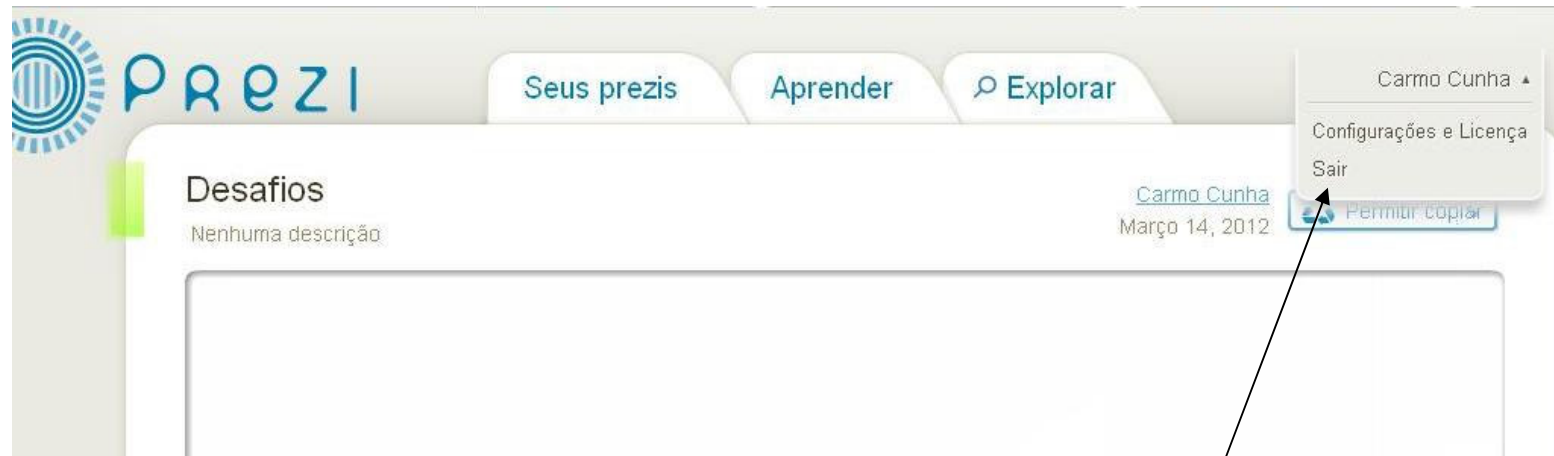 PREZI
Seus prezis
Aprender
Explorar
Carmo Cunha
Configurações e Licença
Sair
Desafios
Nenhuma descrição
Carmo Cunha
Março 14, 2012
Permitir copiar